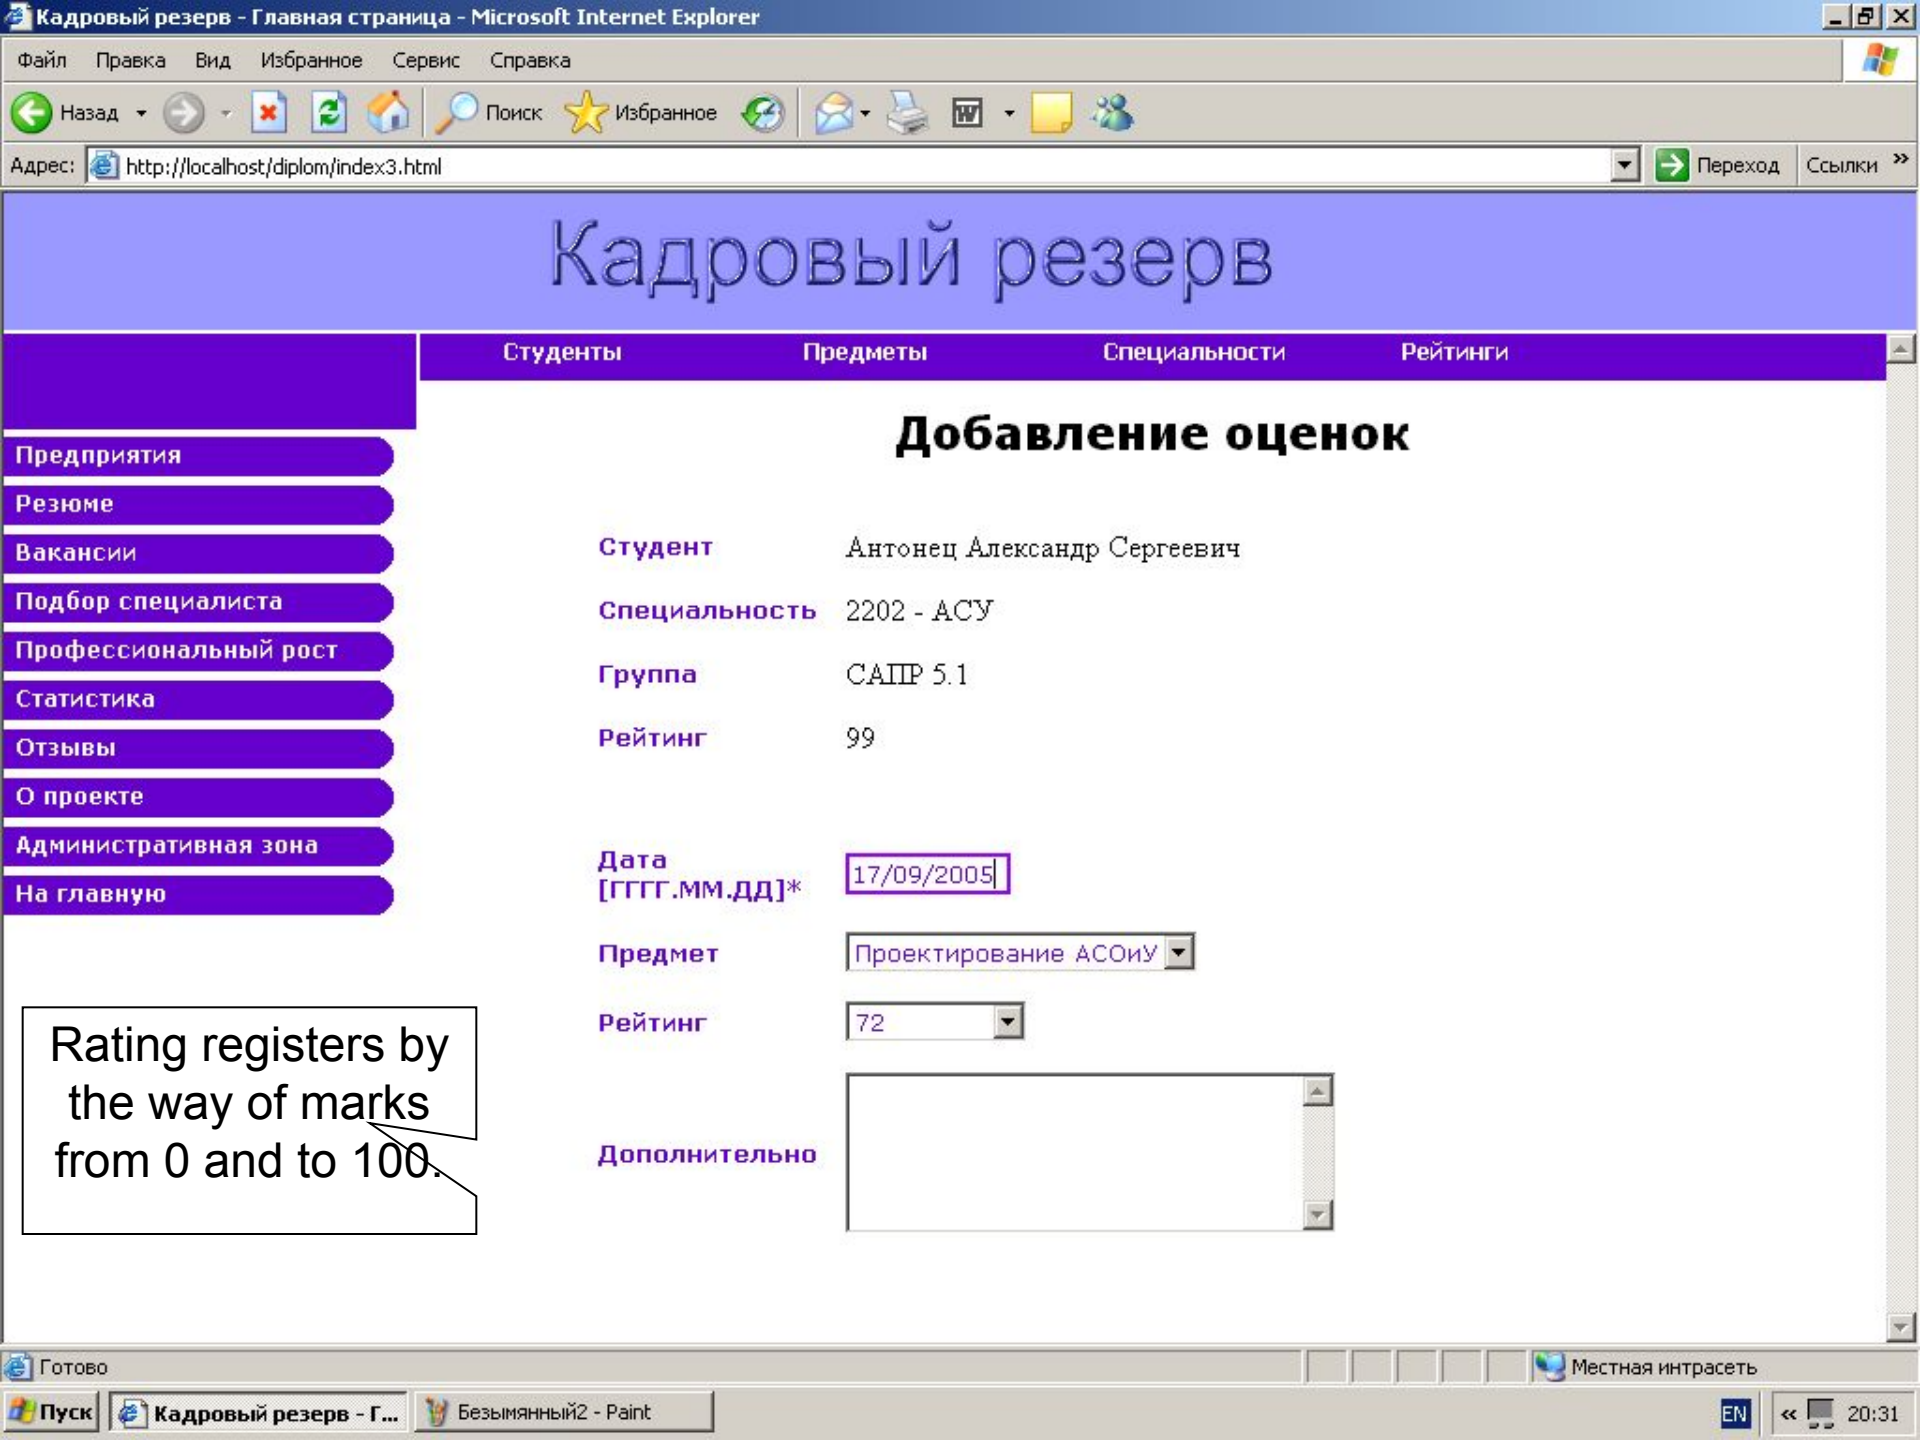 Кадровый резерв - Главная страница - Microsoft Internet Explorer
Файл Правка Вид Избранное Сервис Справка
Назад Поиск Избранное
Адрес: http://localhost/diplom/index3.html Переход Ссылки »
Кадровый резерв
Студенты Предметы Специальности Рейтинги
Добавление оценок
Предприятия
Резюме
Вакансии
Подбор специалиста
Профессиональный рост
Статистика
Отзывы
О проекте
Административная зона
На главную
Студент Антонец Александр Сергеевич
Специальность 2202 - АСУ
Группа САПР 5.1
Рейтинг 99
Дата
[ГГГГ.ММ.ДД]* 17/09/2005
Предмет Проектирование АСОиУ
Рейтинг 72
Дополнительно
Rating registers by
the way of marks
from 0 and to 100.
Готово Местная интрасеть
Пуск Кадровый резерв - Г... Безымянный2 - Paint EN « 20:31